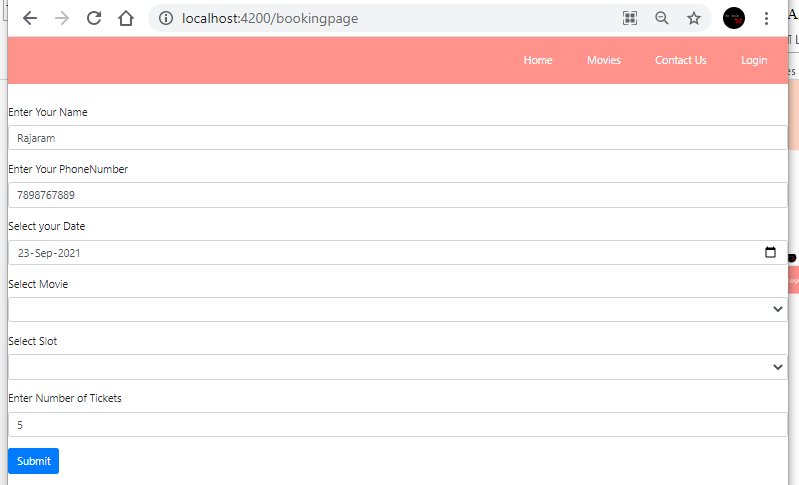 localhost:4200/bookingpage
Home Movies Contact Us Login
Enter Your Name
Rajaram
Enter Your PhoneNumber
7898767889
Select your Date
23-Sep-2021
Select Movie
Select Slot
Enter Number of Tickets
5
Submit